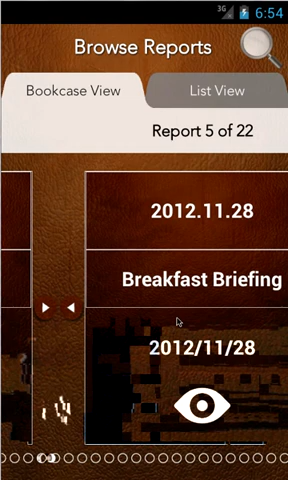 3G 6:54
Browse Reports
Bookcase View
List View
Report 5 of 22
2012.11.28
Breakfast Briefing
2012/11/28